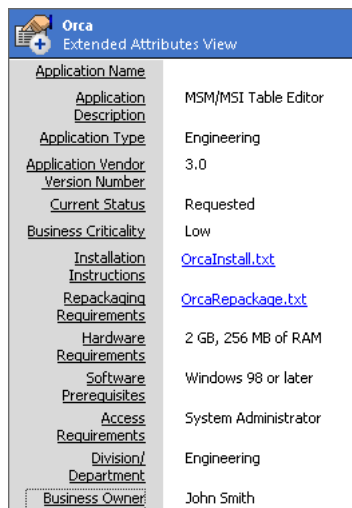 Orca
Extended Attributes View
Application Name
Application Description MSM/MSI Table Editor
Application Type Engineering
Application Vendor Version Number 3.0
Current Status Requested
Business Criticality Low
Installation Instructions OrcaInstall.txt
Repackaging Requirements OrcaRepackage.txt
Hardware Requirements 2 GB, 256 MB of RAM
Software Prerequisites Windows 98 or later
Access Requirements System Administrator
Division/ Department Engineering
Business Owner John Smith